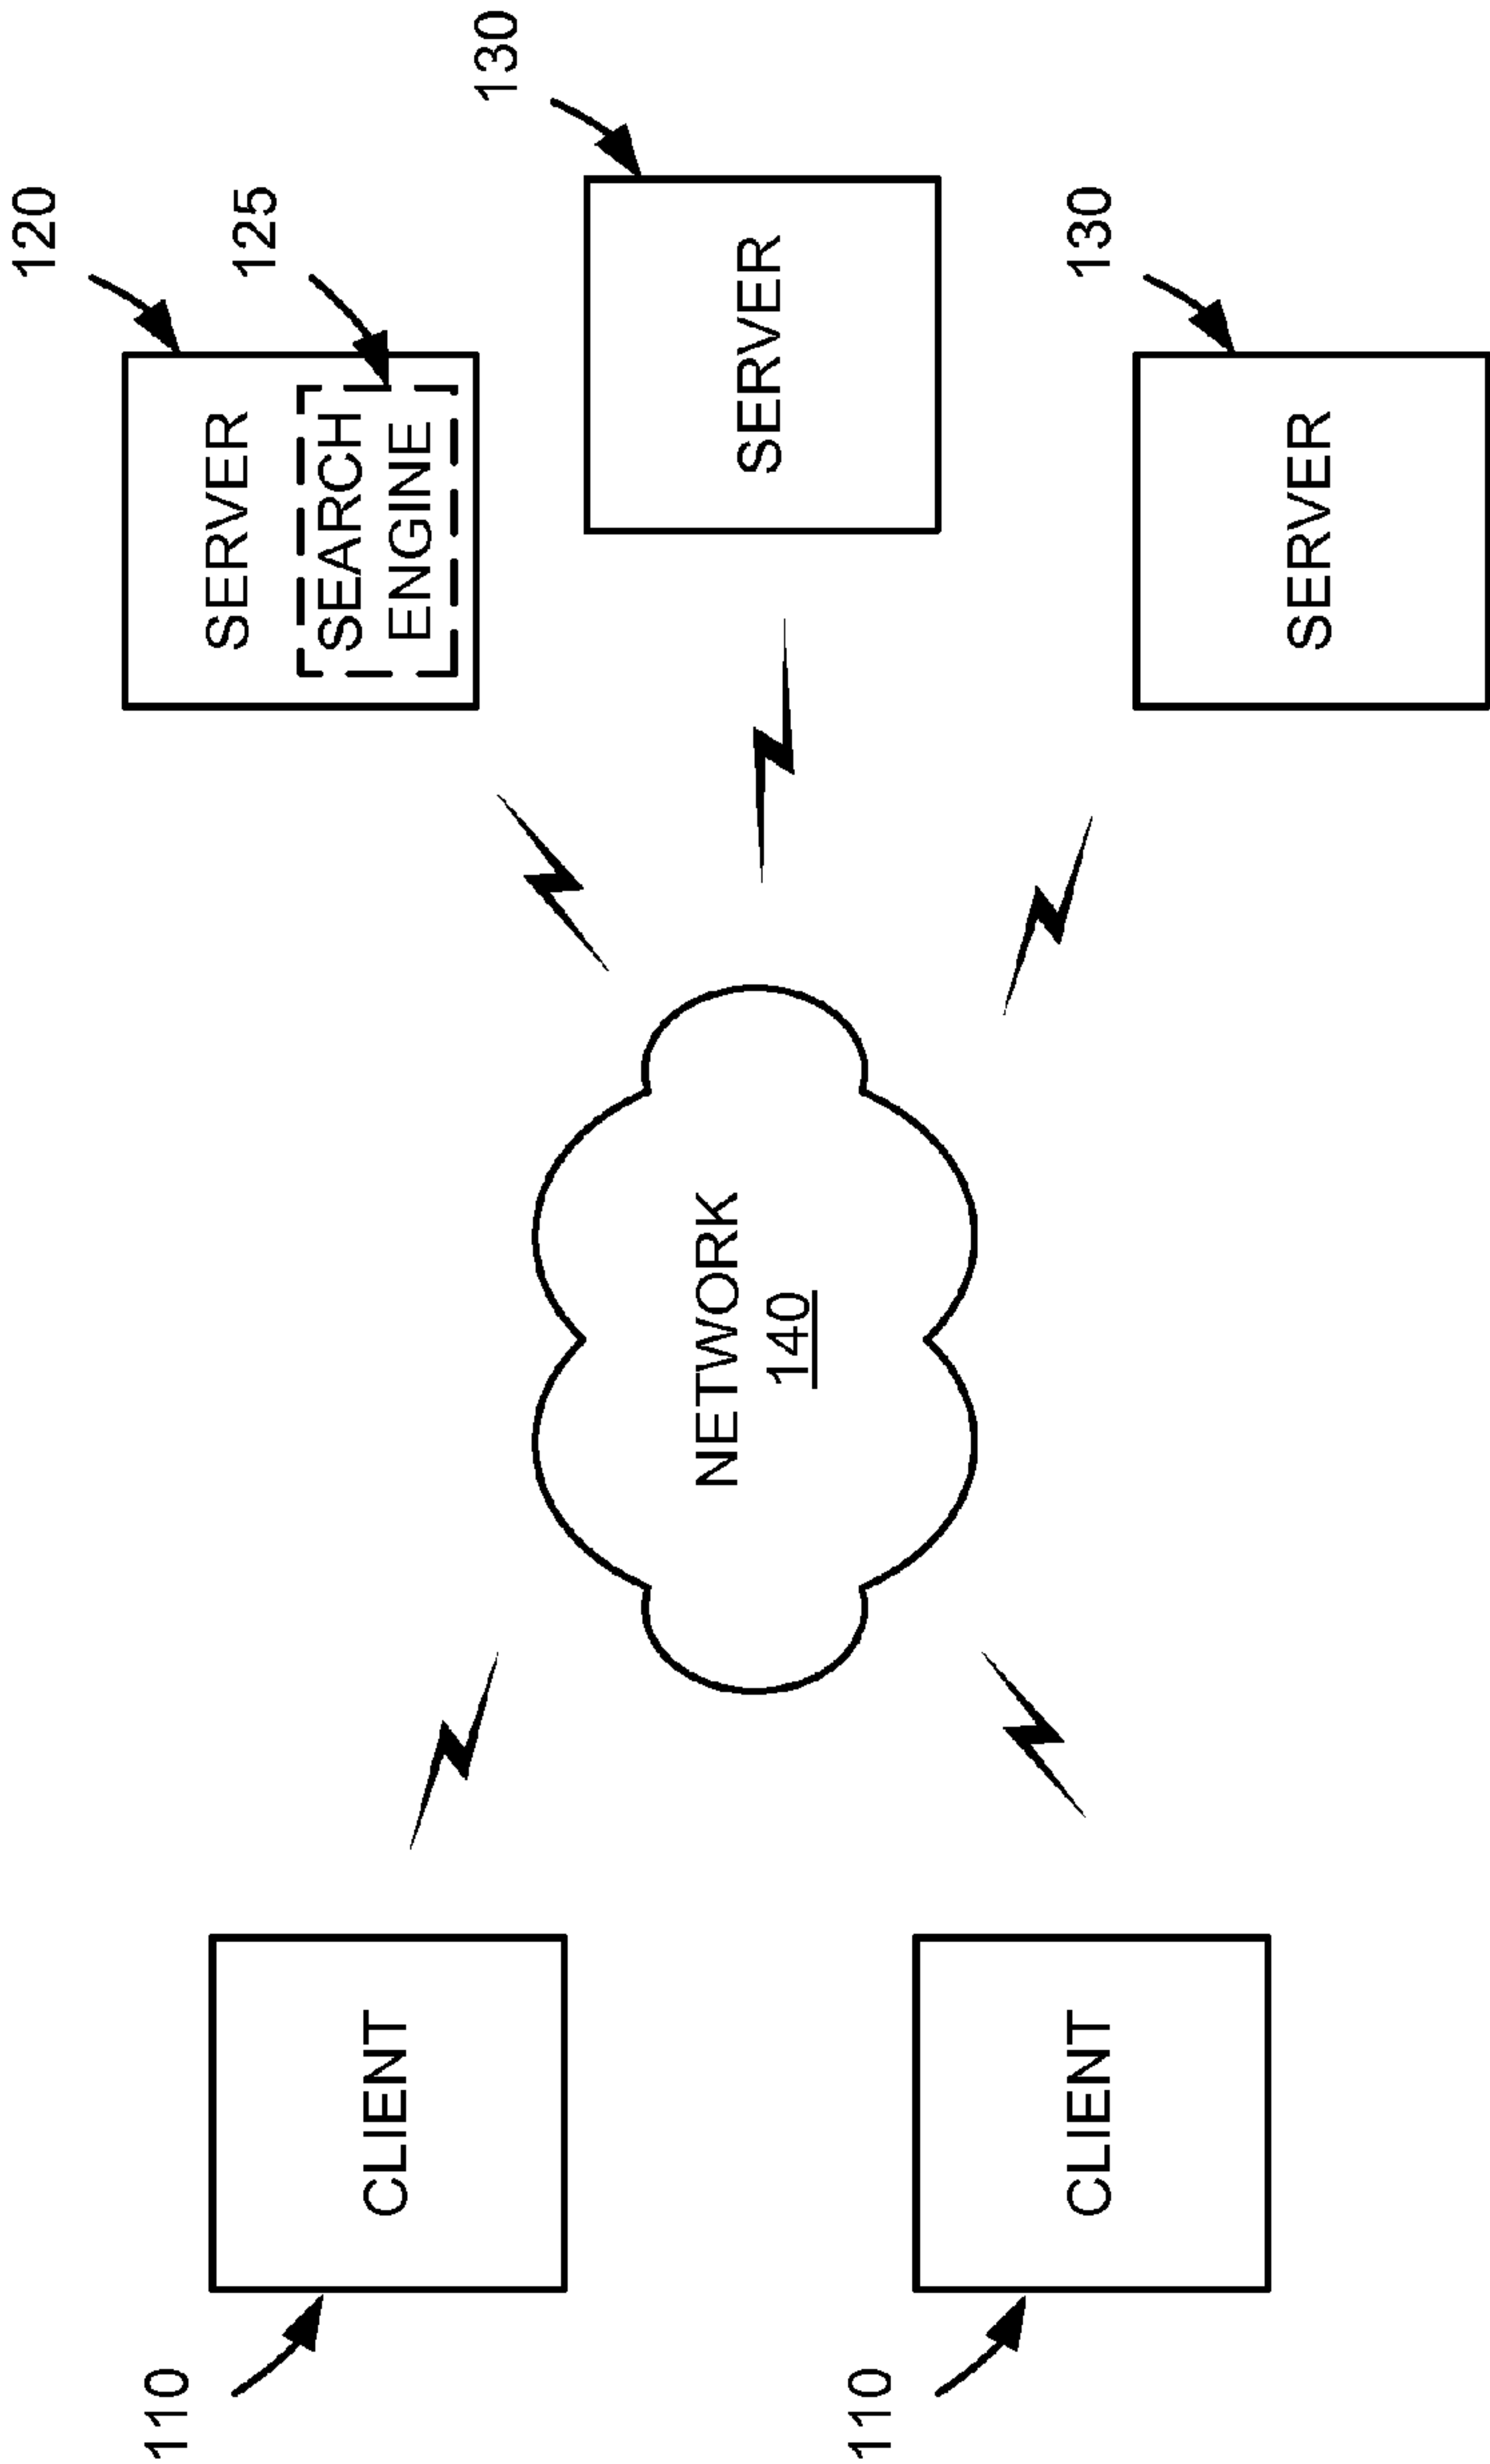 120
SERVER
125
SEARCH
ENGINE
110
CLIENT
130
SERVER
NETWORK
140
110
CLIENT
130
SERVER